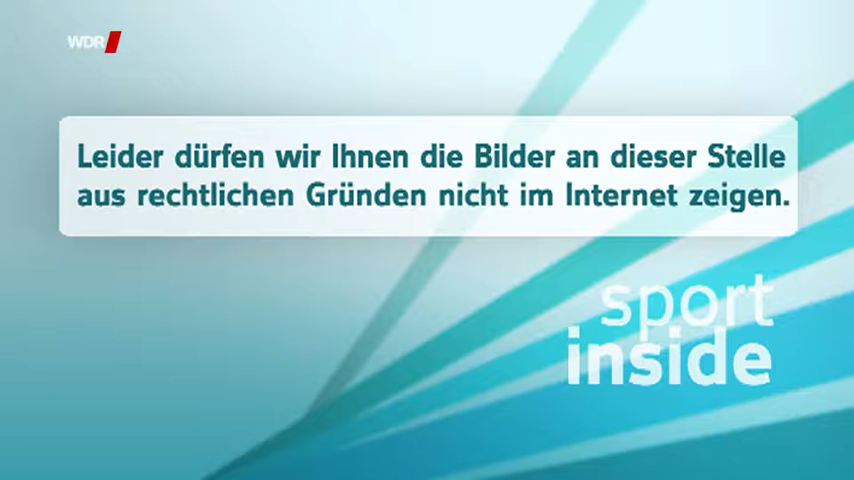 WDR
Leider dürfen wir Ihnen die Bilder an dieser Stelle
aus rechtlichen Gründen nicht im Internet zeigen.
sport
inside